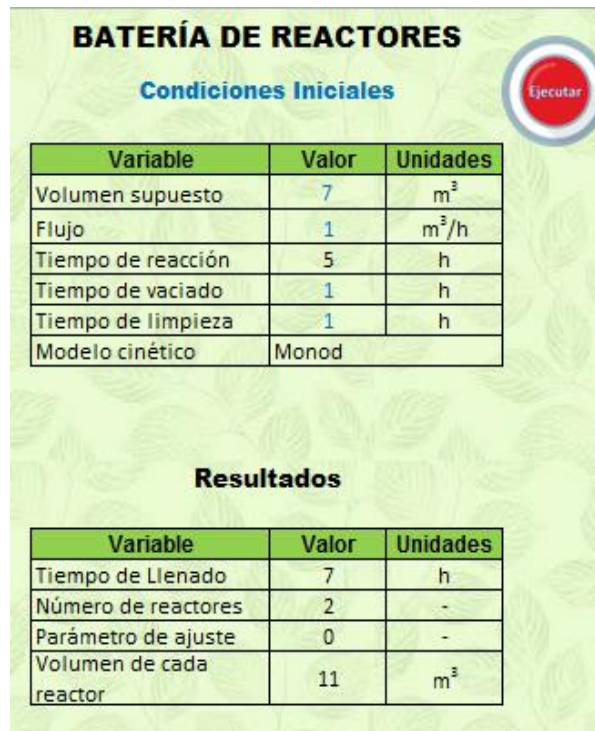 BATERÍA DE REACTORES
Condiciones Iniciales
Ejecutar
Variable Valor Unidades
Volumen supuesto 7 m³
Flujo 1 m³/h
Tiempo de reacción 5 h
Tiempo de vaciado 1 h
Tiempo de limpieza 1 h
Modelo cinético Monod
Resultados
Variable Valor Unidades
Tiempo de Llenado 7 h
Número de reactores 2 -
Parámetro de ajuste 0 -
Volumen de cada
reactor 11 m³